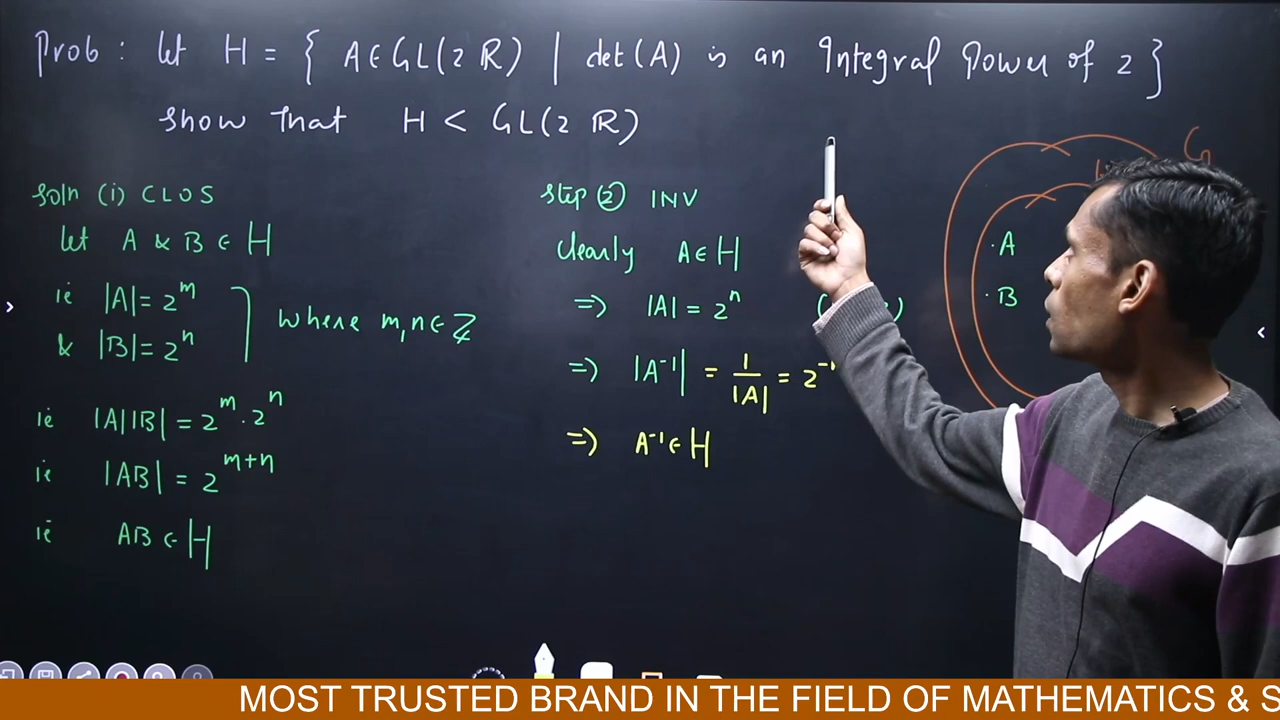 Prob : let H = { A ∈ GL(2 R) | det(A) is an Integral Power of 2 }
show that H < GL(2 R)
soln (i) CLOS
let A & B ∈ H
ie |A| = 2^m
& |B| = 2^n
where m, n ∈ Z
ie |A||B| = 2^m . 2^n
ie |AB| = 2^{m+n}
ie AB ∈ H
step (2) INV
clearly A ∈ H
=> |A| = 2^n
=> |A^{-1}| = 1/|A| = 2^-
=> A^{-1} ∈ H
G
. A
. B
MOST TRUSTED BRAND IN THE FIELD OF MATHEMATICS & S